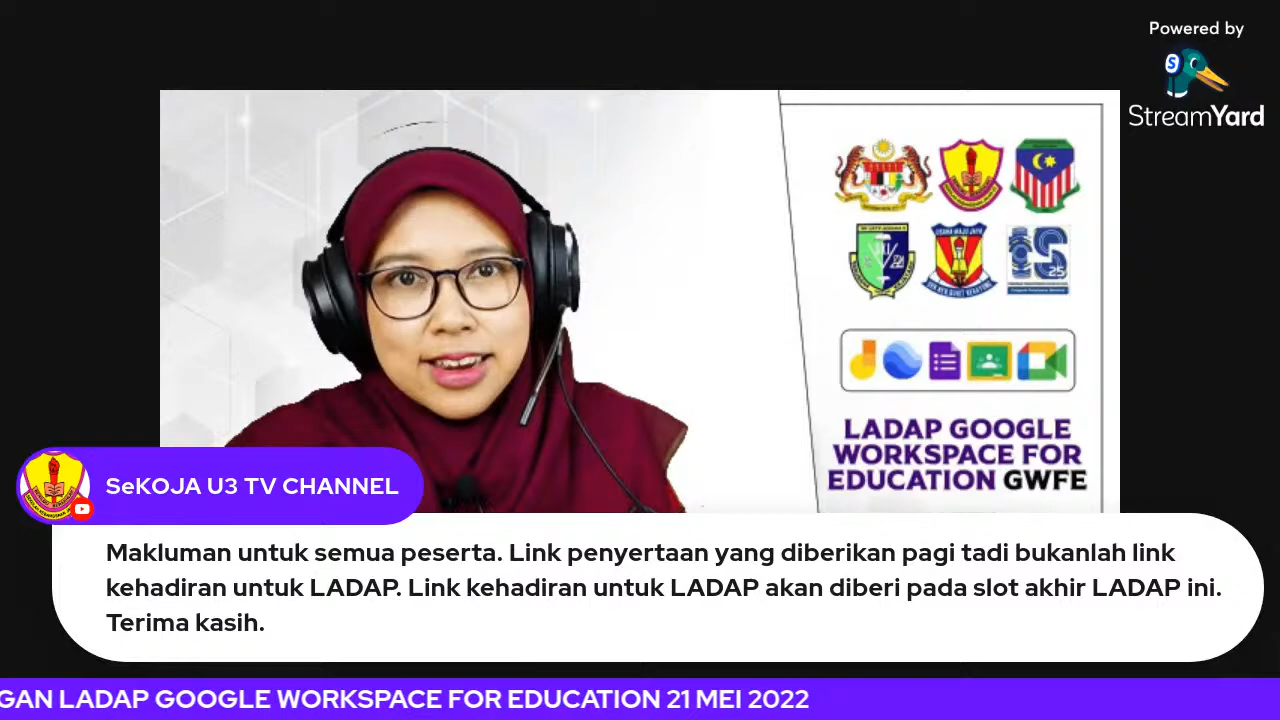 Powered by
StreamYard
LADAP GOOGLE
WORKSPACE FOR
EDUCATION GWFE
SeKOJA U3 TV CHANNEL
Makluman untuk semua peserta. Link penyertaan yang diberikan pagi tadi bukanlah link
kehadiran untuk LADAP. Link kehadiran untuk LADAP akan diberi pada slot akhir LADAP ini.
Terima kasih.
GAN LADAP GOOGLE WORKSPACE FOR EDUCATION 21 MEI 2022